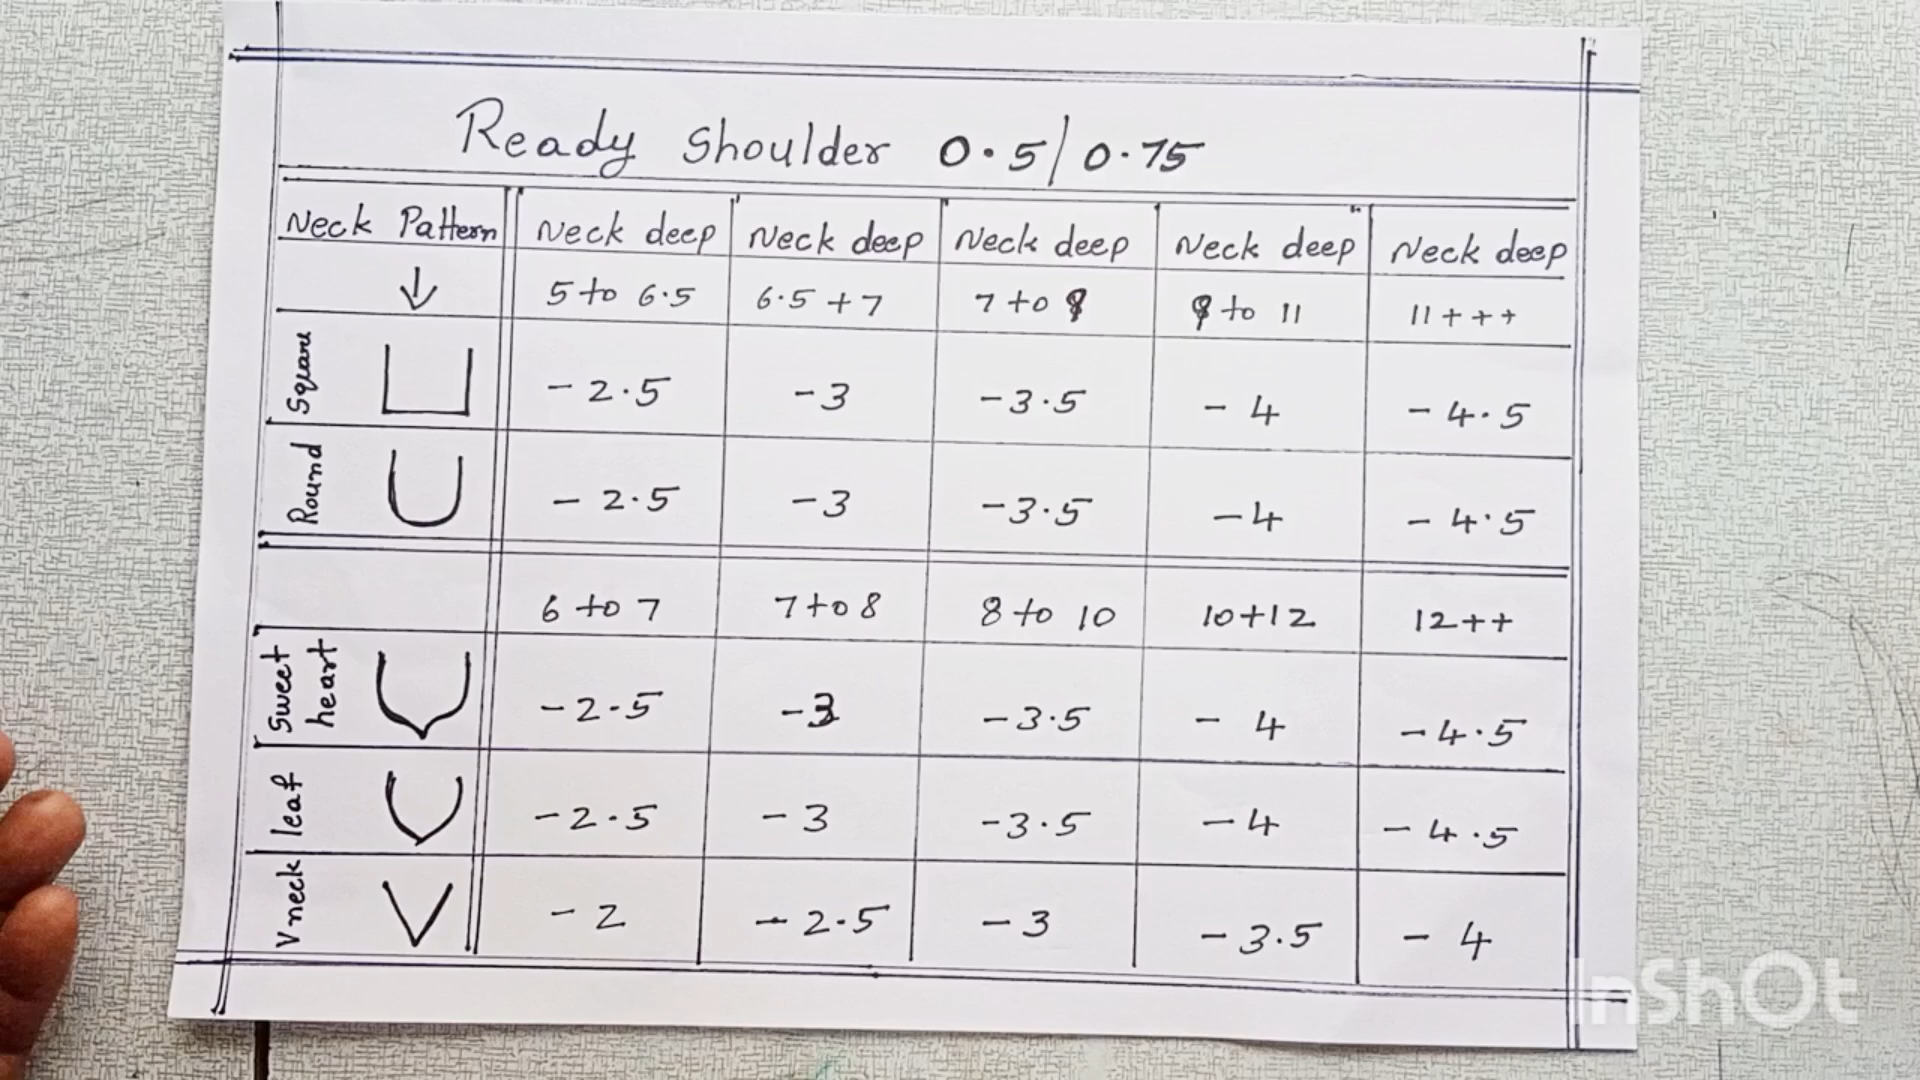 Ready Shoulder 0.5/0.75
Neck Pattern Neck deep Neck deep Neck deep Neck deep Neck deep
↓ 5 to 6.5 6.5 + 7 7 to 9 9 to 11 11+++
Square -2.5 -3 -3.5 -4 -4.5
Round -2.5 -3 -3.5 -4 -4.5
6 to 7 7 to 8 8 to 10 10+12 12++
Sweet heart -2.5 -3 -3.5 -4 -4.5
leaf -2.5 -3 -3.5 -4 -4.5
V neck -2 -2.5 -3 -3.5 -4
InShOt